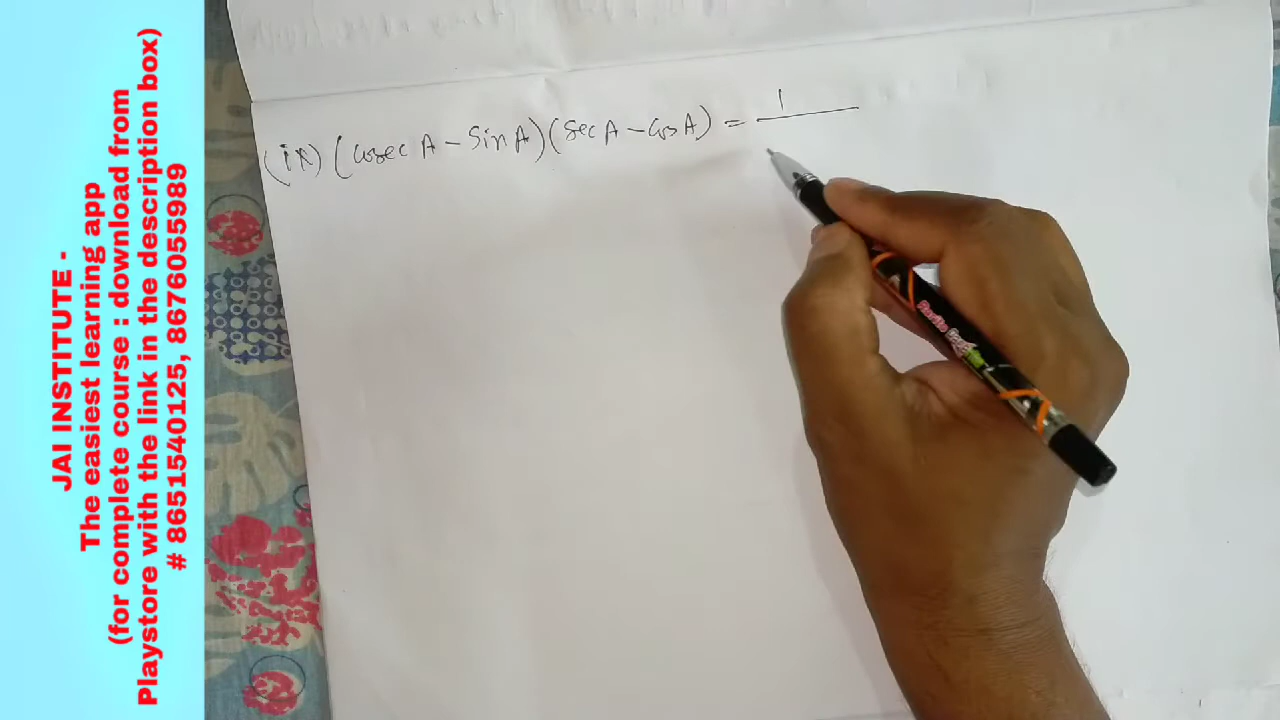 JAI INSTITUTE -
The easiest learning app
(for complete course : download from
Playstore with the link in the description box)
# 8651540125, 8676055989
(ix) (cosec A - Sin A)(Sec A - Cos A) = 1/